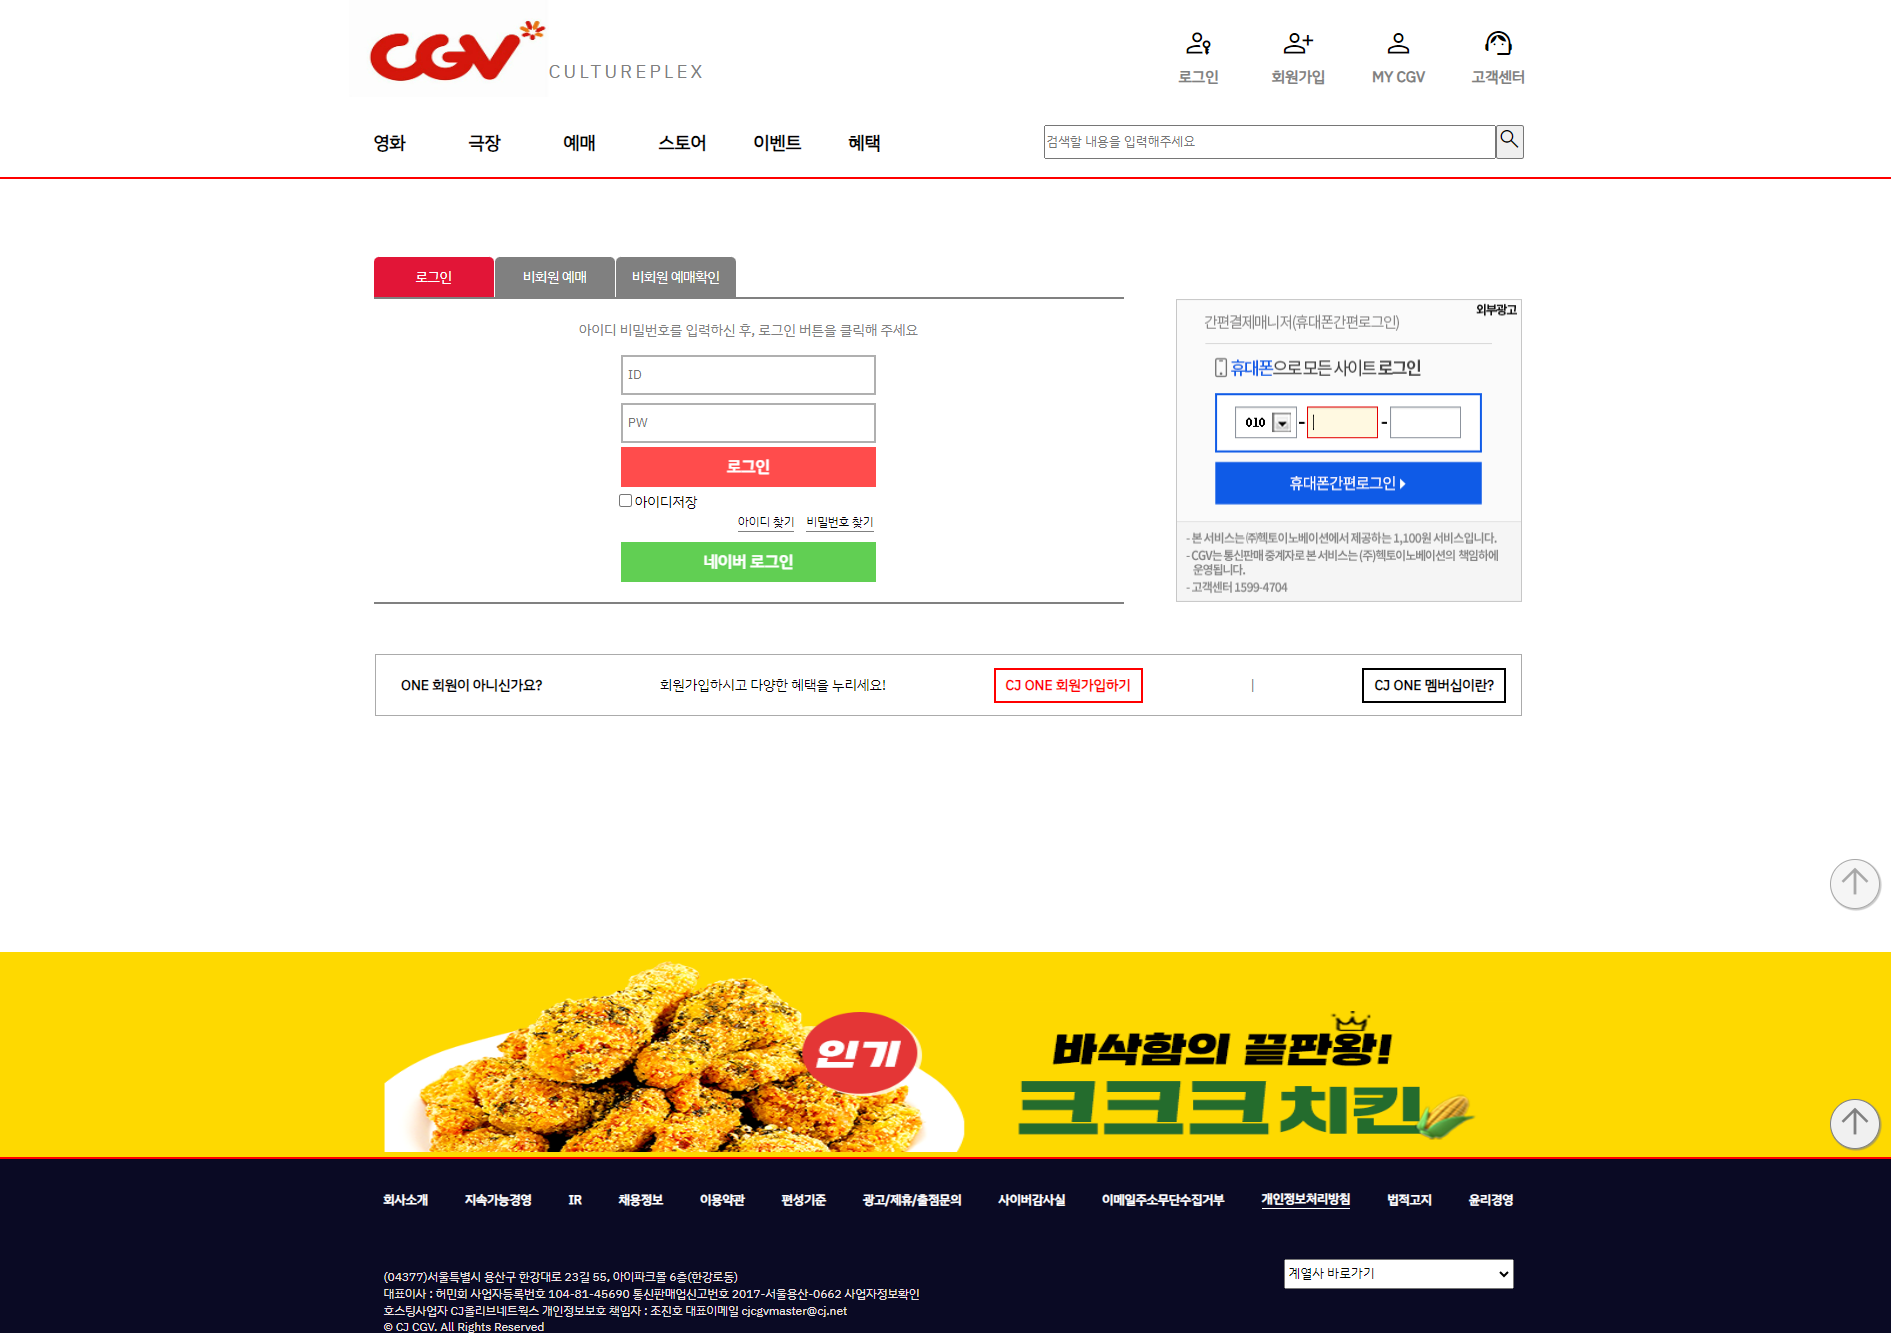 CGV
CULTUREPLEX
로그인
회원가입
MY CGV
고객센터
영화
극장
예매
스토어
이벤트
혜택
검색할 내용을 입력해주세요
로그인
비회원 예매
비회원 예매확인
아이디 비밀번호를 입력하신 후, 로그인 버튼을 클릭해 주세요
ID
PW
로그인
아이디저장
아이디 찾기
비밀번호 찾기
네이버 로그인
외부광고
간편결제매니저(휴대폰간편로그인)
휴대폰으로 모든 사이트 로그인
010 - -
휴대폰간편로그인
- 본 서비스는 ㈜헥토이노베이션에서 제공하는 1,100원 서비스입니다.
- CGV는 통신판매 중계자로 본 서비스는 (주)헥토이노베이션의 책임하에
운영됩니다.
- 고객센터 1599-4704
ONE 회원이 아니신가요?
회원가입하시고 다양한 혜택을 누리세요!
CJ ONE 회원가입하기
|
CJ ONE 멤버십이란?
인기
바삭함의 끝판왕!
크크크 치킨
회사소개
지속가능경영
IR
채용정보
이용약관
편성기준
광고/제휴/출점문의
사이버감사실
이메일주소무단수집거부
개인정보처리방침
법적고지
윤리경영
계열사 바로가기
(04377)서울특별시 용산구 한강대로 23길 55, 아이파크몰 6층(한강로동)
대표이사 : 허민회 사업자등록번호 104-81-45690 통신판매업신고번호 2017-서울용산-0662 사업자정보확인
호스팅사업자 CJ올리브네트웍스 개인정보보호 책임자 : 조진호 대표이메일 cjcgvmaster@cj.net
© CJ CGV. All Rights Reserved